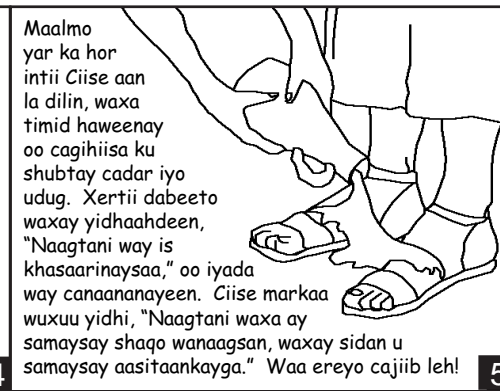 Maalmo
yar ka hor
intii Ciise aan
la dilin, waxa
timid haweenay
oo cagihiisa ku
shubtay cadar iyo
udug. Xertii dabeeto
waxay yidhaahdeen,
“Naagtani way is
khasaarinaysaa,” oo iyada
way canaananayeen. Ciise markaa
wuxuu yidhi, “Naagtani waxa ay
samaysay shaqo wanaagsan, waxay sidan u
samaysay aasitaankayga.” Waa ereyo cajiib leh!
4
5